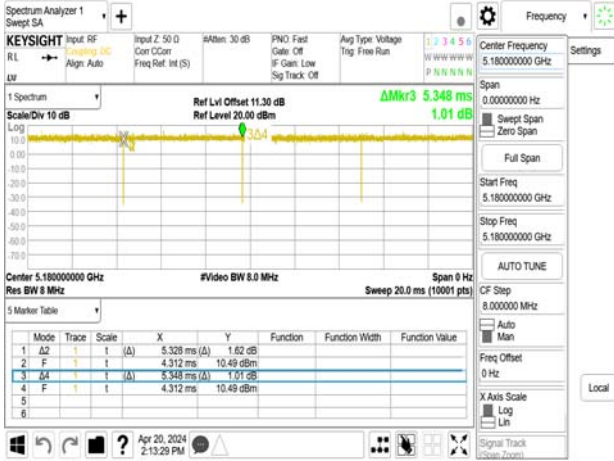 Spectrum Analyzer 1
Swept SA
Frequency
KEYSIGHT
RL
Input: RF
Coupling: DC
Align: Auto
Input Z: 50 Ω
Corr CCorr
Freq Ref: Int (S)
#Atten: 30 dB
PNO: Fast
Gate: Off
IF Gain: Low
Sig Track: Off
Avg Type: Voltage
Trig: Free Run
1 2 3 4 5 6
W W W W W W
P N N N N N
Center Frequency
5.180000000 GHz
Settings
1 Spectrum
Scale/Div 10 dB
Ref Lvl Offset 11.30 dB
Ref Level 20.00 dBm
ΔMkr3 5.348 ms
1.01 dB
Span
0.00000000 Hz
Swept Span
Zero Span
Full Span
Start Freq
5.180000000 GHz
Stop Freq
5.180000000 GHz
AUTO TUNE
CF Step
8.000000 MHz
Auto
Man
Freq Offset
0 Hz
X Axis Scale
Log
Lin
Signal Track
(Span Zoom)
Local
Log
10.0
0.00
-10.0
-20.0
-30.0
-40.0
-50.0
-60.0
-70.0
3Δ4
Center 5.180000000 GHz
Res BW 8 MHz
#Video BW 8.0 MHz
Span 0 Hz
Sweep 20.0 ms (10001 pts)
5 Marker Table
Mode Trace Scale X Y Function Function Width Function Value
1 Δ2 1 t (Δ) 5.328 ms (Δ) 1.62 dB
2 F 1 t 4.312 ms 10.49 dBm
3 Δ4 1 t (Δ) 5.348 ms (Δ) 1.01 dB
4 F 1 t 4.312 ms 10.49 dBm
5
6
?
Apr 20, 2024
2:13:29 PM